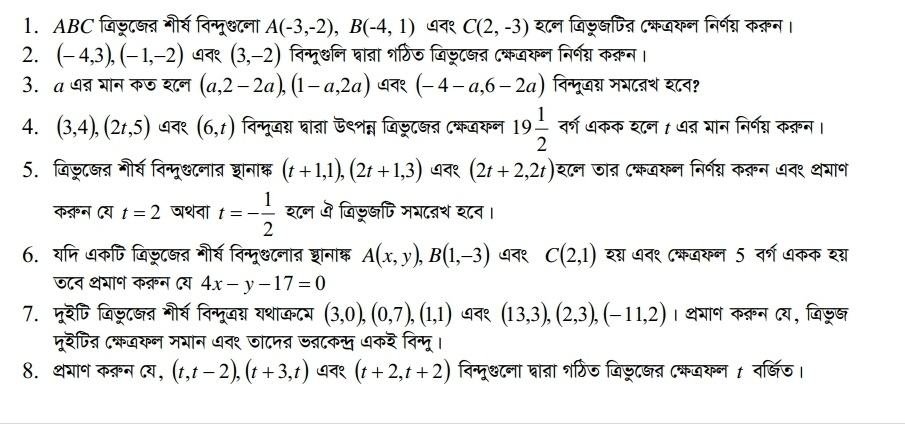 1. ABC ত্রিভুজের শীর্ষ বিন্দুগুলো A(-3,-2), B(-4, 1) এবং C(2, -3) হলে ত্রিভুজটির ক্ষেত্রফল নির্ণয় করুন।
2. (-4,3), (-1,-2) এবং (3,-2) বিন্দুগুলি দ্বারা গঠিত ত্রিভুজের ক্ষেত্রফল নির্ণয় করুন।
3. a এর মান কত হলে (a,2-2a), (1-a,2a) এবং (-4-a,6-2a) বিন্দুত্রয় সমরেখ হবে?
4. (3,4), (2t,5) এবং (6,t) বিন্দুত্রয় দ্বারা উৎপন্ন ত্রিভুজের ক্ষেত্রফল 19 1/2 বর্গ একক হলে t এর মান নির্ণয় করুন।
5. ত্রিভুজের শীর্ষ বিন্দুগুলোর স্থানাঙ্ক (t+1,1), (2t+1,3) এবং (2t+2,2t) হলে তার ক্ষেত্রফল নির্ণয় করুন এবং প্রমাণ
করুন যে t = 2 অথবা t = -1/2 হলে ঐ ত্রিভুজটি সমরেখ হবে।
6. যদি একটি ত্রিভুজের শীর্ষ বিন্দুগুলোর স্থানাঙ্ক A(x, y), B(1,-3) এবং C(2,1) হয় এবং ক্ষেত্রফল 5 বর্গ একক হয়
তবে প্রমাণ করুন যে 4x - y -17 = 0
7. দুইটি ত্রিভুজের শীর্ষ বিন্দুত্রয় যথাক্রমে (3,0), (0,7), (1,1) এবং (13,3), (2,3), (-11,2)। প্রমাণ করুন যে, ত্রিভুজ
দুইটির ক্ষেত্রফল সমান এবং তাদের ভরকেন্দ্র একই বিন্দু।
8. প্রমাণ করুন যে, (t,t-2), (t+3,t) এবং (t+2,t+2) বিন্দুগুলো দ্বারা গঠিত ত্রিভুজের ক্ষেত্রফল t বর্জিত।